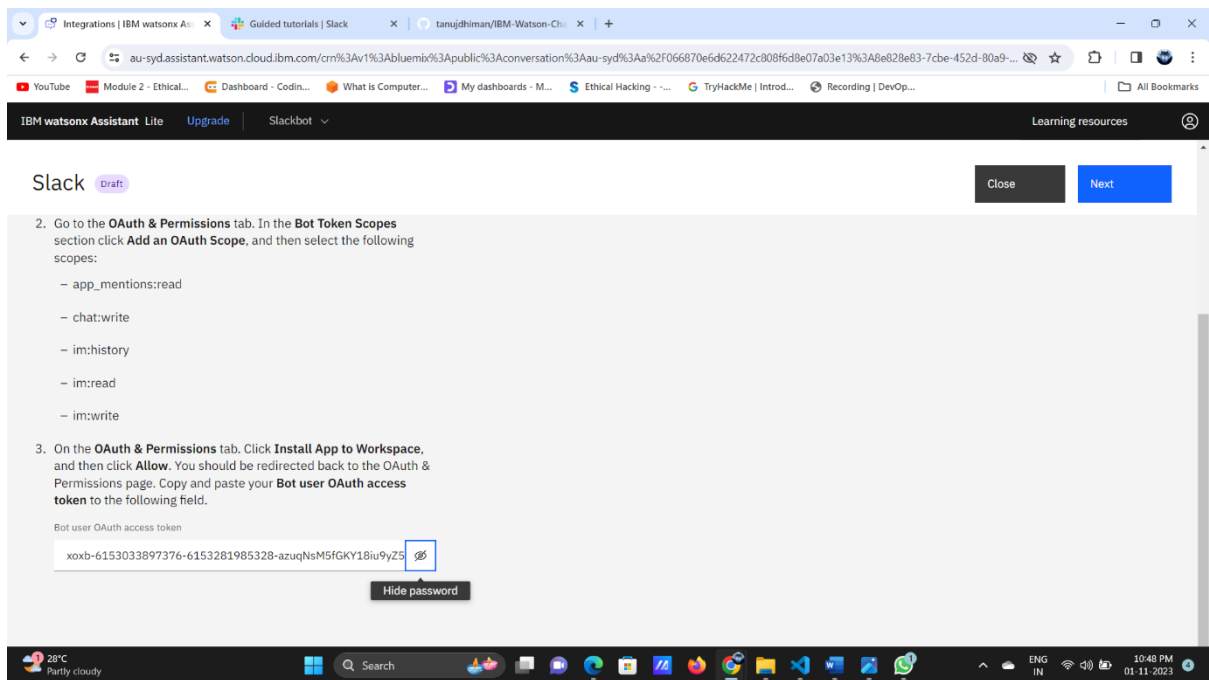 Integrations | IBM watsonx As
Guided tutorials | Slack
tanujdhiman/IBM-Watson-Cha
au-syd.assistant.watson.cloud.ibm.com/crn%3Av1%3Abluemix%3Apublic%3Aconversation%3Aau-syd%3Aa%2F066870e6d622472c808f6d8e07a03e13%3A8e828e83-7cbe-452d-80a9-...
YouTube
Module 2 - Ethical...
Dashboard - Codin...
What is Computer...
My dashboards - M...
Ethical Hacking - -...
TryHackMe | Introd...
Recording | DevOp...
All Bookmarks
IBM watsonx Assistant Lite
Upgrade
Slackbot
Learning resources
Slack
Draft
Close
Next
2. Go to the OAuth & Permissions tab. In the Bot Token Scopes
section click Add an OAuth Scope, and then select the following
scopes:
– app_mentions:read
– chat:write
– im:history
– im:read
– im:write
3. On the OAuth & Permissions tab. Click Install App to Workspace,
and then click Allow. You should be redirected back to the OAuth &
Permissions page. Copy and paste your Bot user OAuth access
token to the following field.
Bot user OAuth access token
xoxb-6153033897376-6153281985328-azuqNsM5fGKY18iu9yZ5
Hide password
1
28°C
Partly cloudy
Search
ENG
IN
10:48 PM
01-11-2023
4